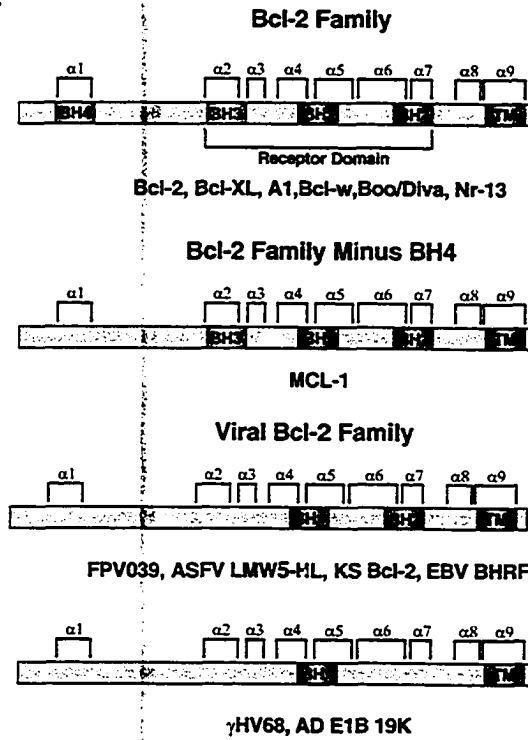 Bcl-2 Family
α1 α2 α3 α4 α5 α6 α7 α8 α9
BH4 BH3 BH1 BH2 TM
Receptor Domain
Bcl-2, Bcl-XL, A1,Bcl-w,Boo/Diva, Nr-13
Bcl-2 Family Minus BH4
α1 α2 α3 α4 α5 α6 α7 α8 α9
BH3 BH1 BH2 TM
MCL-1
Viral Bcl-2 Family
α1 α2 α3 α4 α5 α6 α7 α8 α9
BH1 BH2 TM
FPV039, ASFV LMW5-HL, KS Bcl-2, EBV BHRF
α1 α2 α3 α4 α5 α6 α7 α8 α9
BH1 TM
γHV68, AD E1B 19K